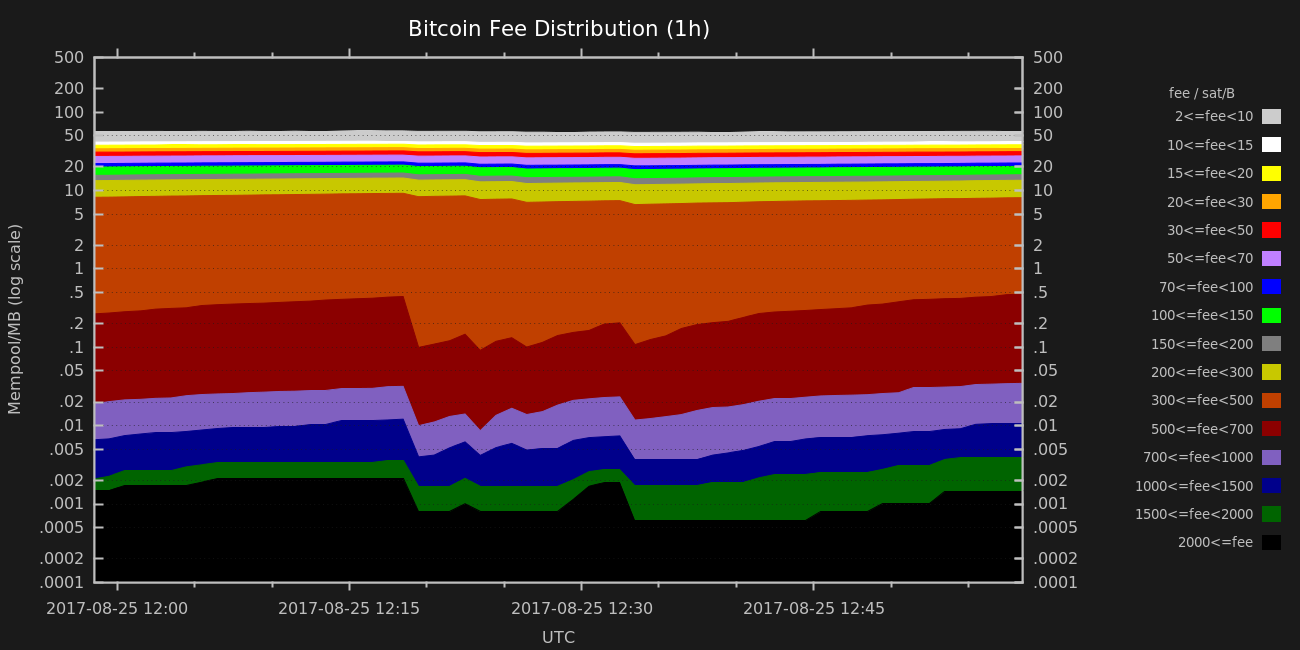 Bitcoin Fee Distribution (1h)
500 500
200 200
100 100
50 50
20 20
10 10
5 5
2 2
1 1
.5 .5
.2 .2
.1 .1
.05 .05
.02 .02
.01 .01
.005 .005
.002 .002
.001 .001
.0005 .0005
.0002 .0002
.0001 .0001
Mempool/MB (log scale)
2017-08-25 12:00 2017-08-25 12:15 2017-08-25 12:30 2017-08-25 12:45
UTC
fee / sat/B
2<=fee<10
10<=fee<15
15<=fee<20
20<=fee<30
30<=fee<50
50<=fee<70
70<=fee<100
100<=fee<150
150<=fee<200
200<=fee<300
300<=fee<500
500<=fee<700
700<=fee<1000
1000<=fee<1500
1500<=fee<2000
2000<=fee